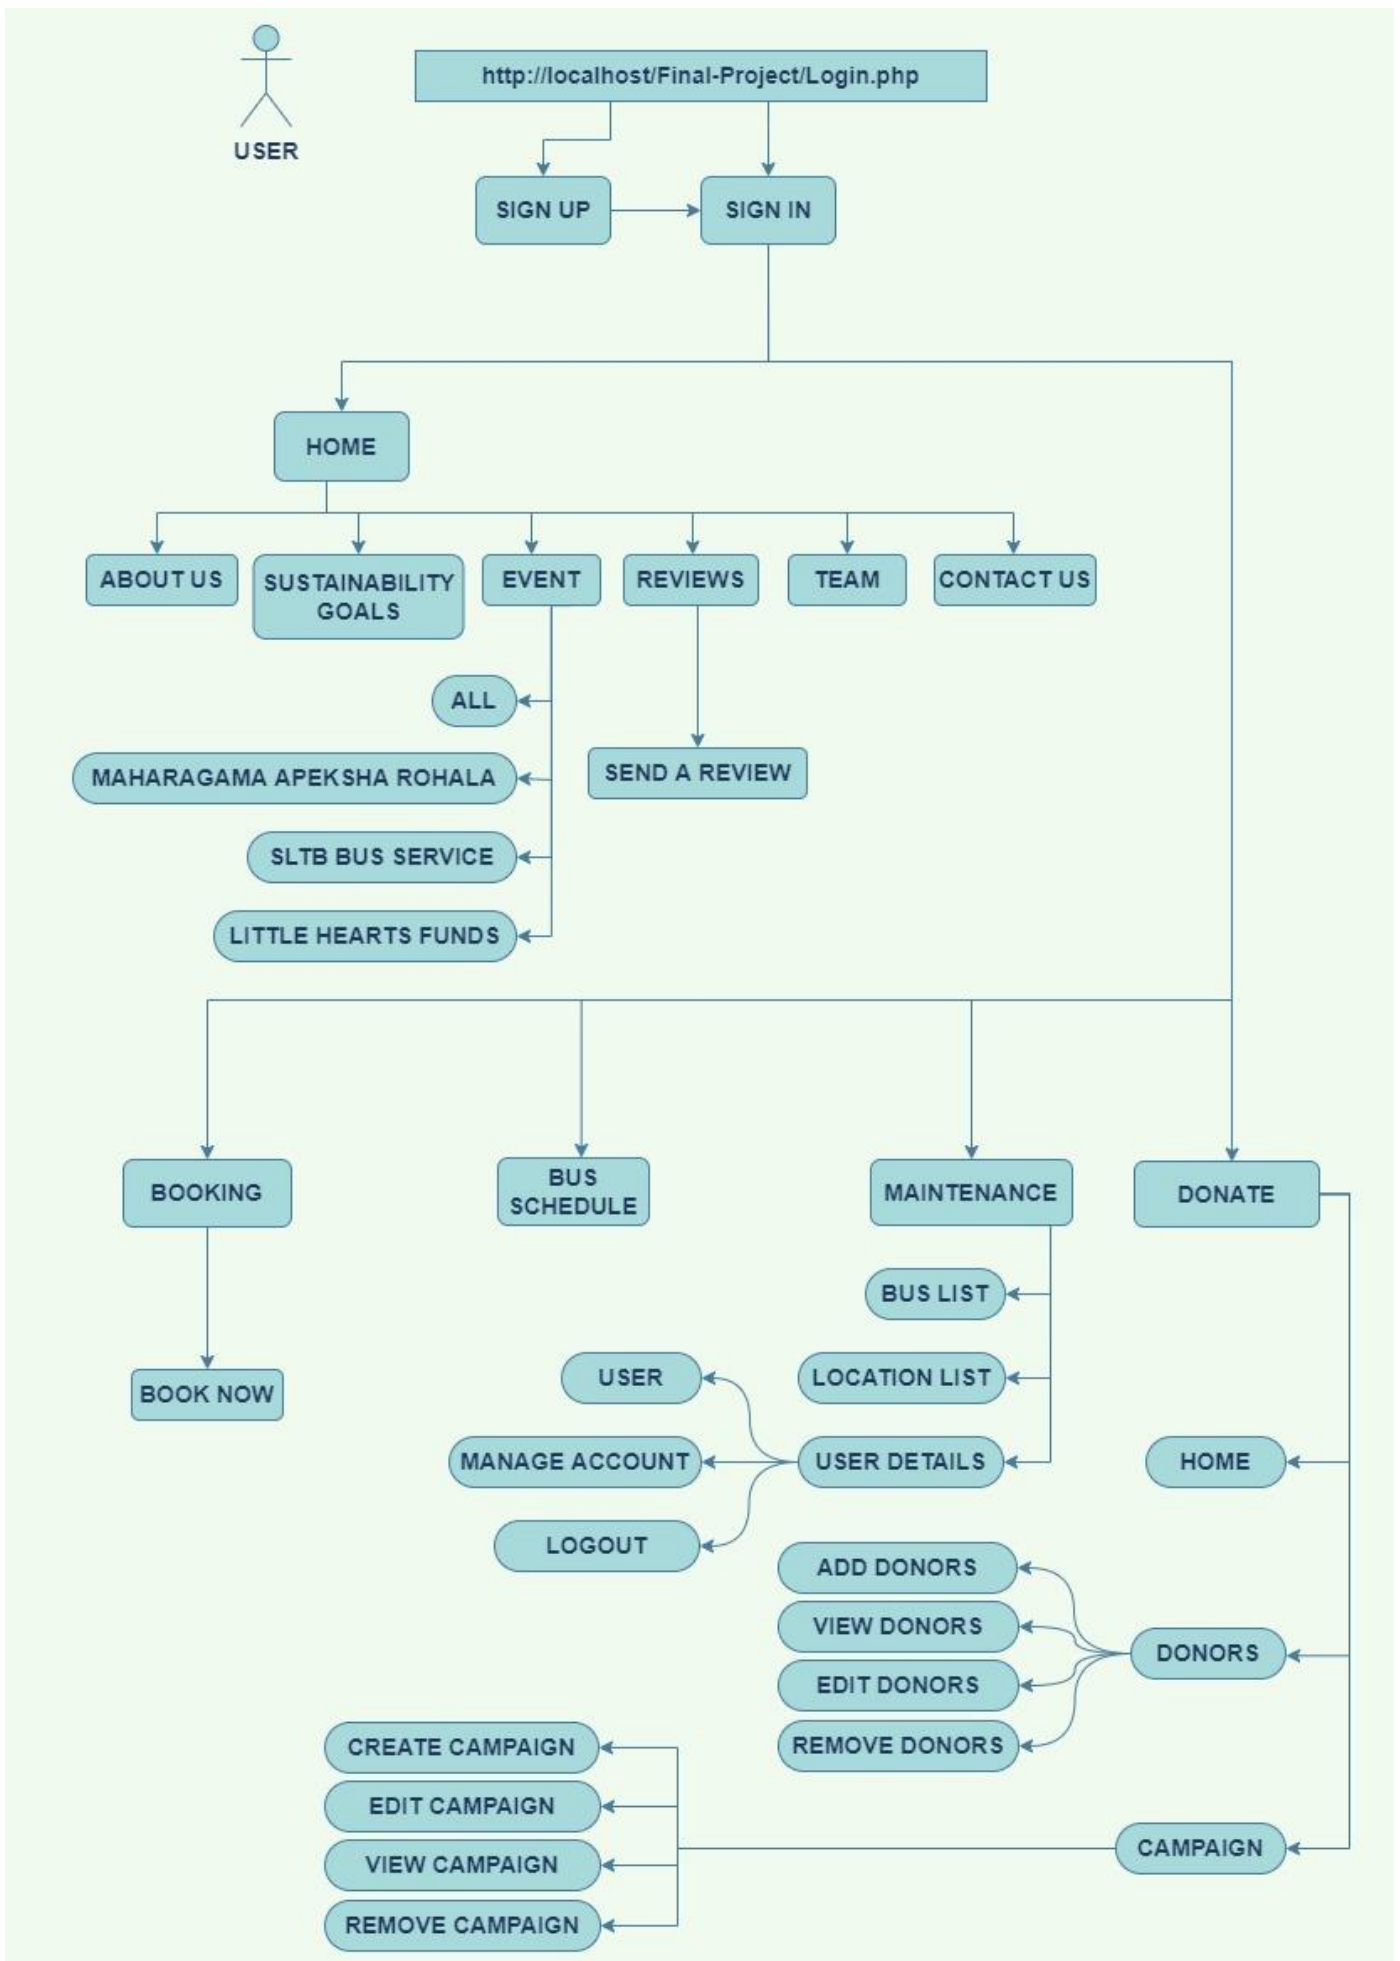 http://localhost/Final-Project/Login.php
USER
SIGN UP
SIGN IN
HOME
ABOUT US
SUSTAINABILITY
GOALS
EVENT
REVIEWS
TEAM
CONTACT US
ALL
MAHARAGAMA APEKSHA ROHALA
SEND A REVIEW
SLTB BUS SERVICE
LITTLE HEARTS FUNDS
BOOKING
BUS
SCHEDULE
MAINTENANCE
DONATE
BUS LIST
BOOK NOW
USER
LOCATION LIST
MANAGE ACCOUNT
USER DETAILS
HOME
LOGOUT
ADD DONORS
VIEW DONORS
DONORS
EDIT DONORS
REMOVE DONORS
CREATE CAMPAIGN
EDIT CAMPAIGN
CAMPAIGN
VIEW CAMPAIGN
REMOVE CAMPAIGN